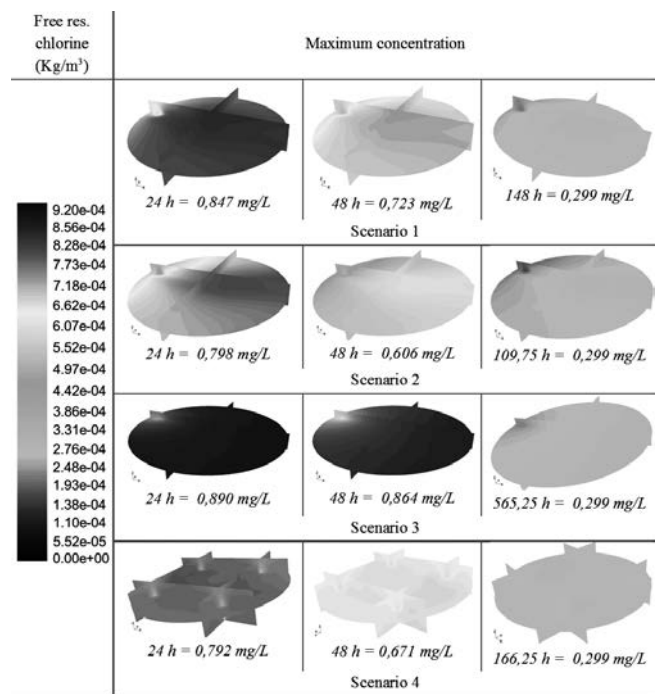 Free res.
chlorine
(Kg/m³)
Maximum concentration
9.20e-04
8.56e-04
8.28e-04
7.73e-04
7.18e-04
6.62e-04
6.07e-04
5.52e-04
4.97e-04
4.42e-04
3.86e-04
3.31e-04
2.76e-04
2.48e-04
1.93e-04
1.38e-04
1.10e-04
5.52e-05
0.00e+00
24 h = 0,847 mg/L
48 h = 0,723 mg/L
148 h = 0,299 mg/L
Scenario 1
24 h = 0,798 mg/L
48 h = 0,606 mg/L
109,75 h = 0,299 mg/L
Scenario 2
24 h = 0,890 mg/L
48 h = 0,864 mg/L
565,25 h = 0,299 mg/L
Scenario 3
24 h = 0,792 mg/L
48 h = 0,671 mg/L
166,25 h = 0,299 mg/L
Scenario 4